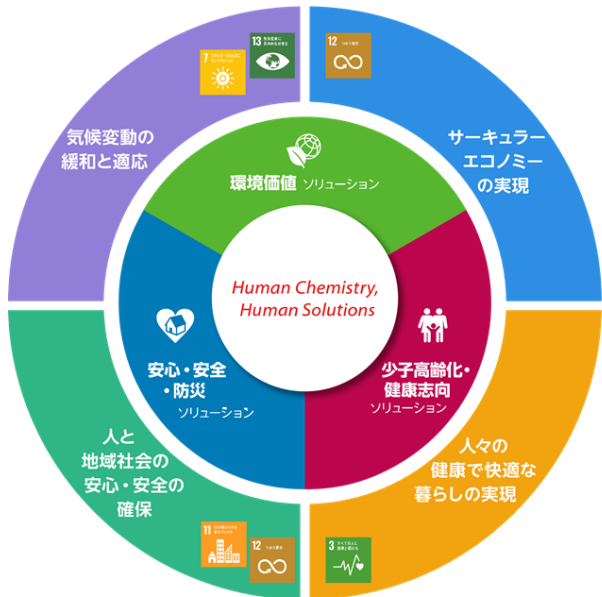 13
7
12
気候変動の
緩和と適応
サーキュラー
エコノミー
の実現
環境価値 ソリューション
Human Chemistry,
Human Solutions
安心・安全
・防災
ソリューション
少子高齢化・
健康志向
ソリューション
人と
地域社会の
安心・安全の
確保
人々の
健康で快適な
暮らしの実現
11
12
3